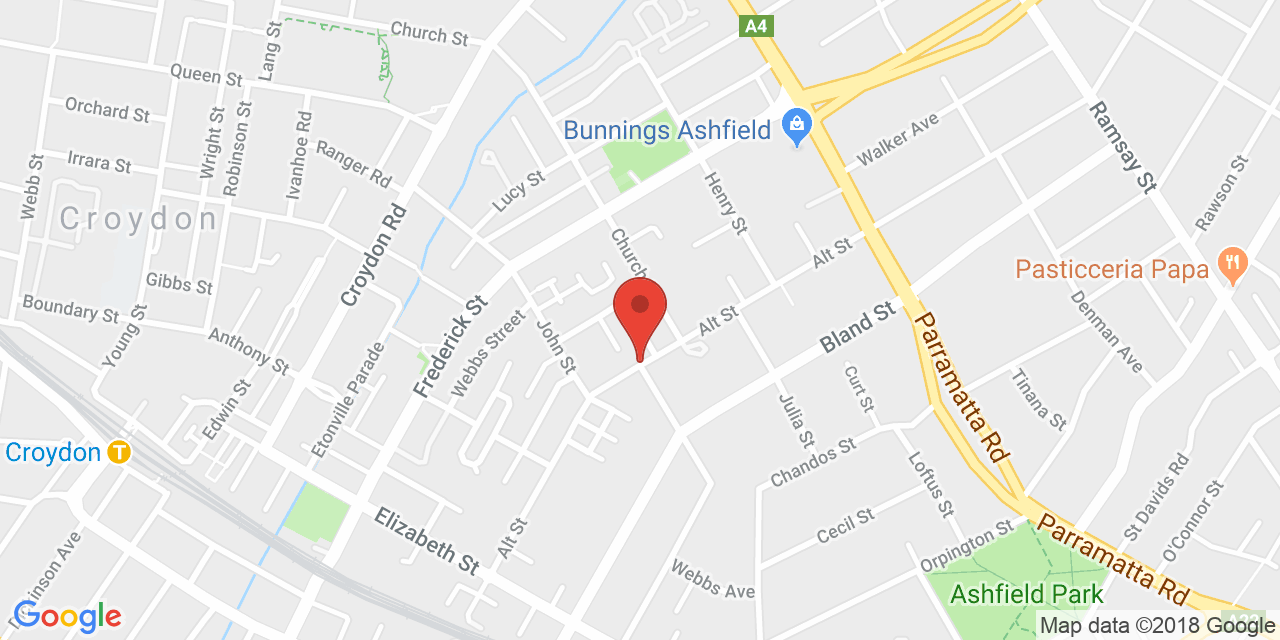 Church St
A4
Lang St
Queen St
Orchard St
Wright St
Robinson St
Ivanhoe Rd
Bunnings Ashfield
Walker Ave
Ramsay St
Irrara St
Ranger Rd
Webb St
Lucy St
Henry St
Rawson St
Croydon
Croydon Rd
Church
Alt St
Pasticceria Papa
Gibbs St
Boundary St
Young St
Anthony St
Frederick St
Webbs Street
John St
Alt St
Bland St
Parramatta Rd
Denman Ave
Edwin St
Etonville Parade
Curt St
Tinana St
Julia St
Croydon
T
Chandos St
Loftus St
St Davids Rd
O'Connor St
Elizabeth St
Alt St
Cecil St
Orpington St
Parramatta Rd
Webbs Ave
Ashfield Park
Google
Map data ©2018 Google